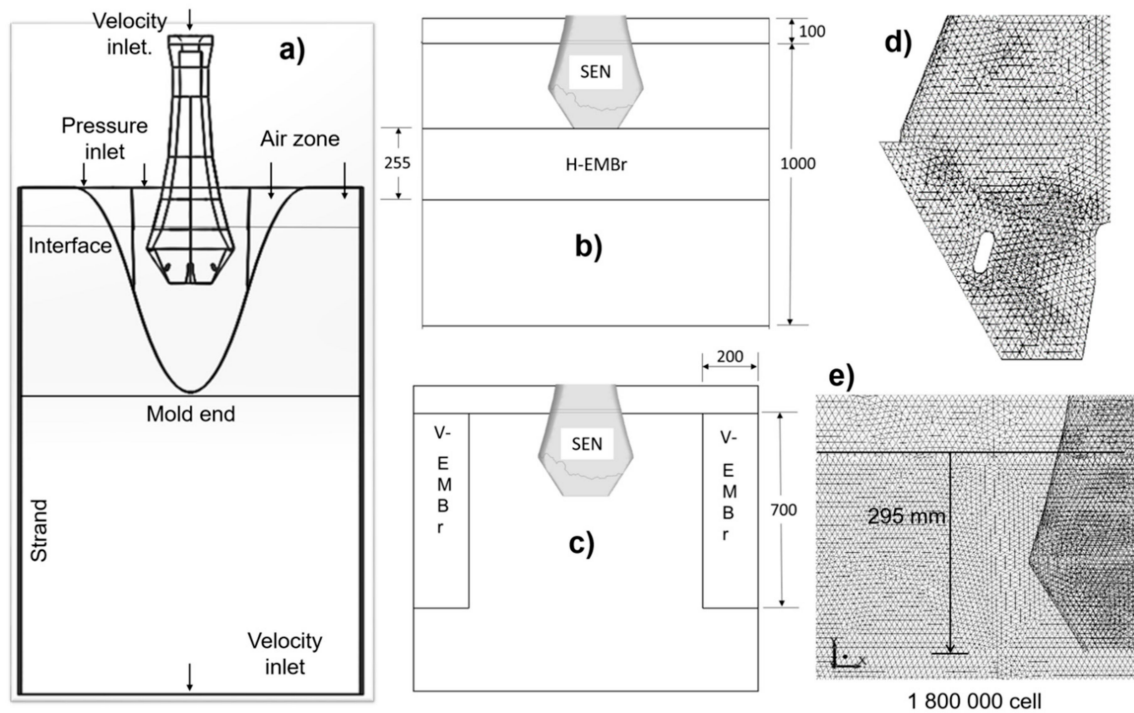 a)
Velocity
inlet.
Pressure
inlet
Air zone
Interface
Mold end
Strand
Velocity
inlet
b)
SEN
H-EMBr
100
255
1000
c)
SEN
V-
E
M
B
r
V-
E
M
B
r
200
700
d)
e)
295 mm
x
1 800 000 cell